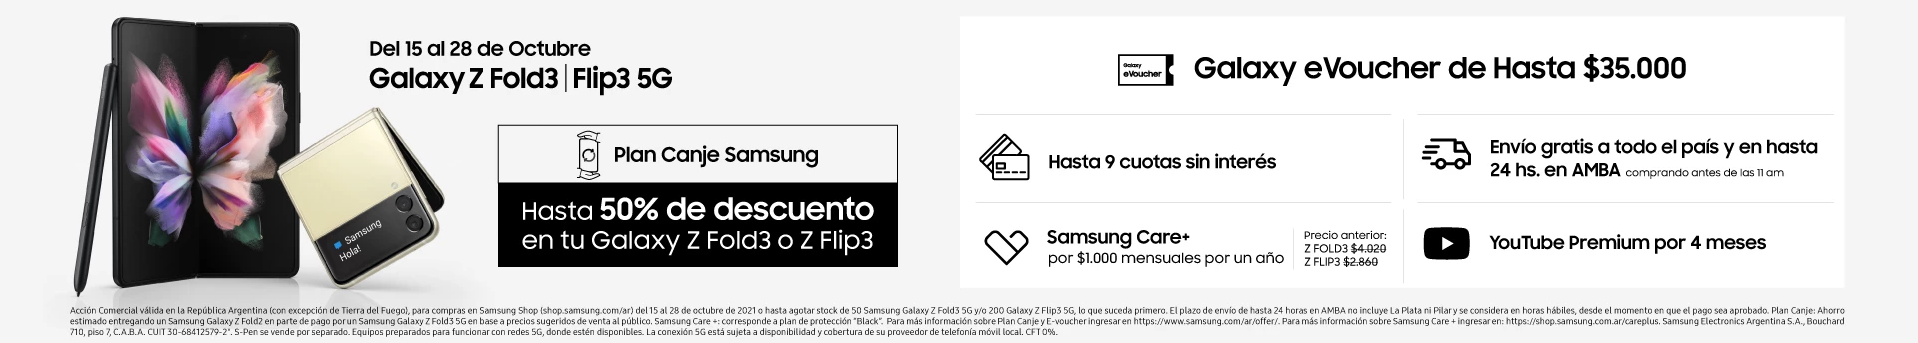 Del 15 al 28 de Octubre
Galaxy Z Fold3 | Flip3 5G
Plan Canje Samsung
Hasta 50% de descuento
en tu Galaxy Z Fold3 o Z Flip3
Samsung
Hola!
Galaxy
eVoucher
Galaxy eVoucher de Hasta $35.000
Hasta 9 cuotas sin interés
Envío gratis a todo el país y en hasta
24 hs. en AMBA comprando antes de las 11 am
Samsung Care+
por $1.000 mensuales por un año
Precio anterior:
Z FOLD3 $4.020
Z FLIP3 $2.860
YouTube Premium por 4 meses
Acción Comercial válida en la República Argentina (con excepción de Tierra del Fuego), para compras en Samsung Shop (shop.samsung.com/ar) del 15 al 28 de octubre de 2021 o hasta agotar stock de 50 Samsung Galaxy Z Fold3 5G y/o 200 Galaxy Z Flip3 5G, lo que suceda primero. El plazo de envío de hasta 24 horas en AMBA no incluye La Plata ni Pilar y se considera en horas hábiles, desde el momento en que el pago sea aprobado. Plan Canje: Ahorro
estimado entregando un Samsung Galaxy Z Fold2 en parte de pago por un Samsung Galaxy Z Fold3 5G en base a precios sugeridos de venta al público. Samsung Care +: corresponde a plan de protección "Black". Para más información sobre Plan Canje y E-voucher ingresar en https://www.samsung.com/ar/offer/. Para más información sobre Samsung Care + ingresar en: https://shop.samsung.com.ar/careplus. Samsung Electronics Argentina S.A., Bouchard
710, piso 7, C.A.B.A. CUIT 30-68412579-2". S-Pen se vende por separado. Equipos preparados para funcionar con redes 5G, donde estén disponibles. La conexión 5G está sujeta a disponibilidad y cobertura de su proveedor de telefonía móvil local. CFT 0%.